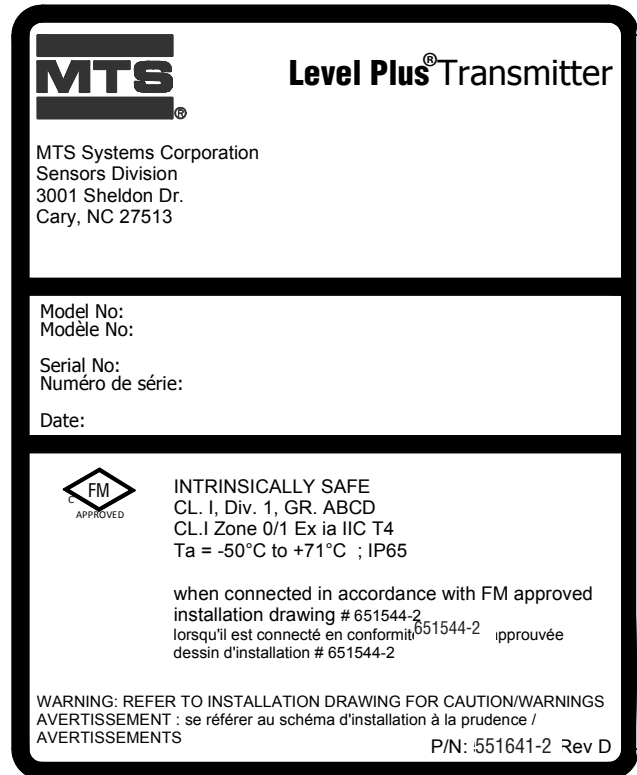 MTS®
Level Plus® Transmitter
MTS Systems Corporation
Sensors Division
3001 Sheldon Dr.
Cary, NC 27513
Model No:
Modèle No:
Serial No:
Numéro de série:
Date:
C FM
APPROVED
INTRINSICALLY SAFE
CL. I, Div. 1, GR. ABCD
CL.I Zone 0/1 Ex ia IIC T4
Ta = -50°C to +71°C ; IP65
when connected in accordance with FM approved
installation drawing # 651544-2
lorsqu'il est connecté en 651544-2
dessin d'installation # 651544-2
WARNING: REFER TO INSTALLATION DRAWING FOR CAUTION/WARNINGS
AVERTISSEMENT : se référer au schéma d'installation à la prudence /
AVERTISSEMENTS
P/N: 551641-2 Rev D